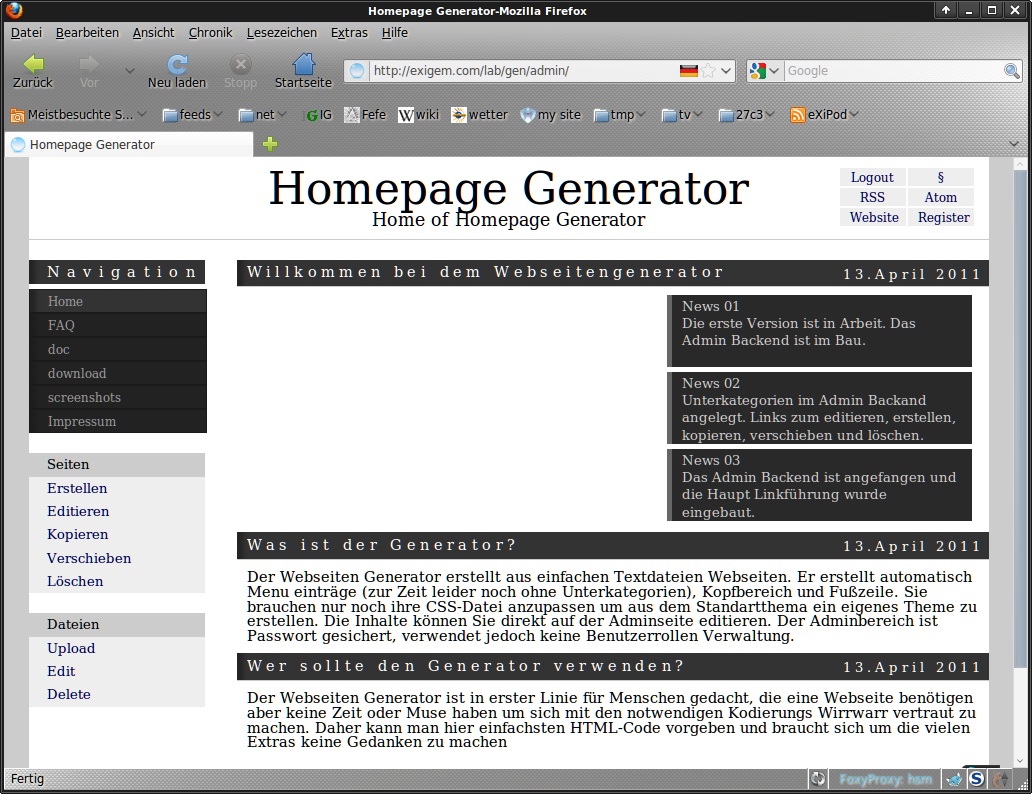 Homepage Generator-Mozilla Firefox
Datei Bearbeiten Ansicht Chronik Lesezeichen Extras Hilfe
Zurück Vor Neu laden Stopp Startseite http://exigem.com/lab/gen/admin/ Google
Meistbesuchte S... feeds net IG Fefe wiki wetter my site tmp tv 27c3 eXiPod
Homepage Generator
Homepage Generator
Home of Homepage Generator
Logout §
RSS Atom
Website Register
Navigation
Home
FAQ
doc
download
screenshots
Impressum
Seiten
Erstellen
Editieren
Kopieren
Verschieben
Löschen
Dateien
Upload
Edit
Delete
Willkommen bei dem Webseitengenerator 13.April 2011
News 01
Die erste Version ist in Arbeit. Das
Admin Backend ist im Bau.
News 02
Unterkategorien im Admin Backand
angelegt. Links zum editieren, erstellen,
kopieren, verschieben und löschen.
News 03
Das Admin Backend ist angefangen und
die Haupt Linkführung wurde
eingebaut.
Was ist der Generator? 13.April 2011
Der Webseiten Generator erstellt aus einfachen Textdateien Webseiten. Er erstellt automatisch
Menu einträge (zur Zeit leider noch ohne Unterkategorien), Kopfbereich und Fußzeile. Sie
brauchen nur noch ihre CSS-Datei anzupassen um aus dem Standartthema ein eigenes Theme zu
erstellen. Die Inhalte können Sie direkt auf der Adminseite editieren. Der Adminbereich ist
Passwort gesichert, verwendet jedoch keine Benutzerrollen Verwaltung.
Wer sollte den Generator verwenden? 13.April 2011
Der Webseiten Generator ist in erster Linie für Menschen gedacht, die eine Webseite benötigen
aber keine Zeit oder Muse haben um sich mit den notwendigen Kodierungs Wirrwarr vertraut zu
machen. Daher kann man hier einfachsten HTML-Code vorgeben und braucht sich um die vielen
Extras keine Gedanken zu machen
Fertig FoxyProxy: hsm